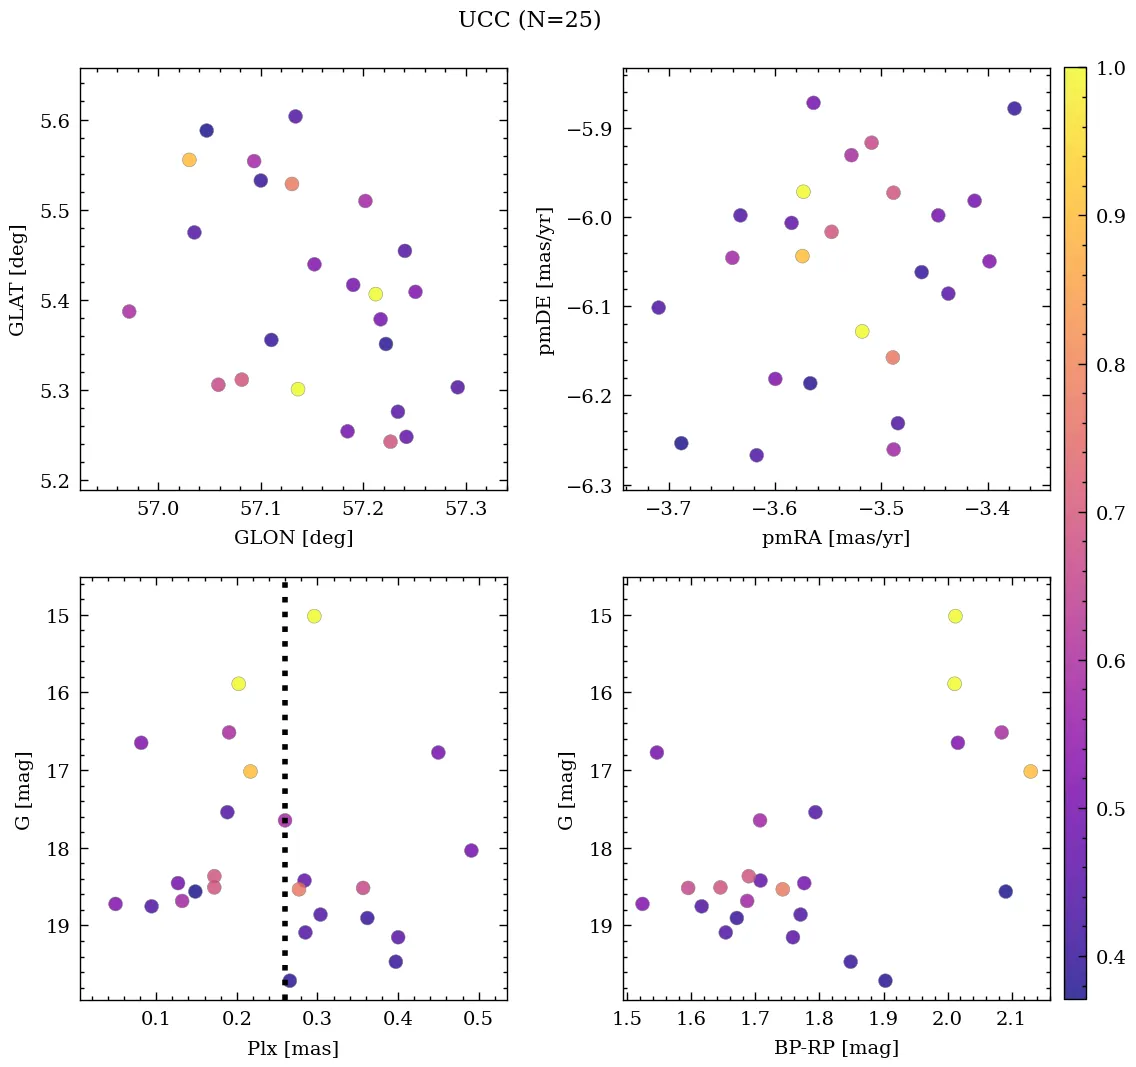 UCC (N=25)
5.6
5.5
5.4
5.3
5.2
57.0 57.1 57.2 57.3
GLON [deg]
GLAT [deg]
−5.9
−6.0
−6.1
−6.2
−6.3
−3.7 −3.6 −3.5 −3.4
pmRA [mas/yr]
pmDE [mas/yr]
1.0
0.9
0.8
0.7
0.6
0.5
0.4
15
16
17
18
19
0.1 0.2 0.3 0.4 0.5
Plx [mas]
G [mag]
15
16
17
18
19
1.5 1.6 1.7 1.8 1.9 2.0 2.1
BP-RP [mag]
G [mag]